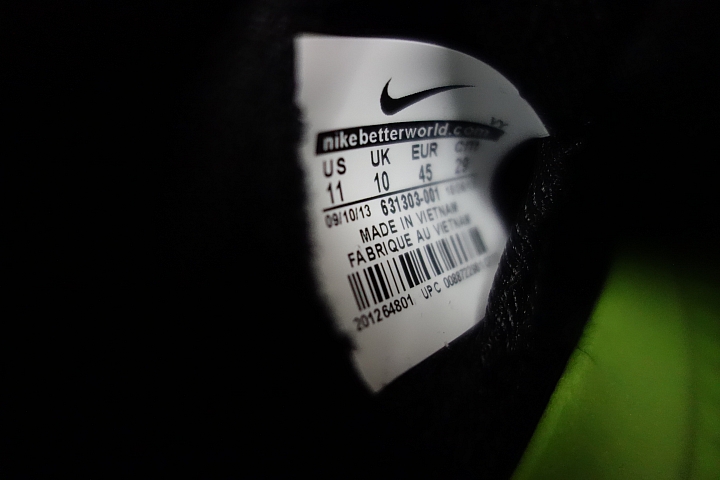 nikebetterworld.com
US UK EUR cm
11 10 45 29
09/10/13 631303-001
MADE IN VIETNAM
FABRIQUE AU VIETNAM
201264801 UPC